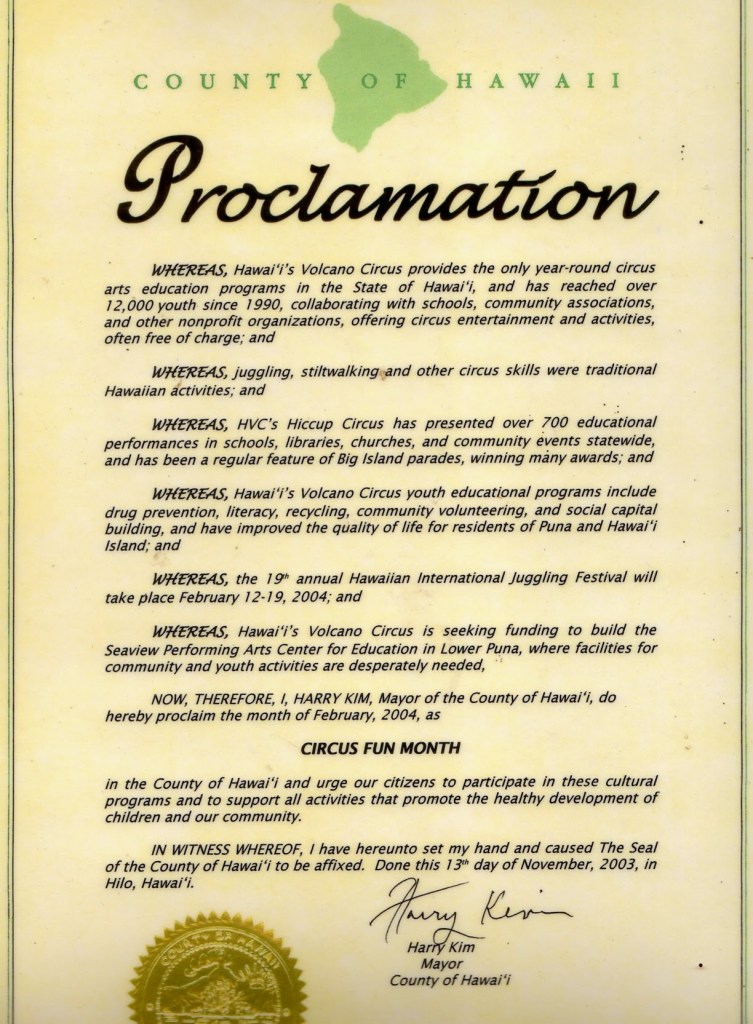 COUNTY OF HAWAII
Proclamation
WHEREAS, Hawai‘i’s Volcano Circus provides the only year-round circus
arts education programs in the State of Hawai‘i, and has reached over
12,000 youth since 1990, collaborating with schools, community associations,
and other nonprofit organizations, offering circus entertainment and activities,
often free of charge; and
WHEREAS, juggling, stiltwalking and other circus skills were traditional
Hawaiian activities; and
WHEREAS, HVC’s Hiccup Circus has presented over 700 educational
performances in schools, libraries, churches, and community events statewide,
and has been a regular feature of Big Island parades, winning many awards; and
WHEREAS, Hawai‘i’s Volcano Circus youth educational programs include
drug prevention, literacy, recycling, community volunteering, and social capital
building, and have improved the quality of life for residents of Puna and Hawai‘i
Island; and
WHEREAS, the 19th annual Hawaiian International Juggling Festival will
take place February 12-19, 2004; and
WHEREAS, Hawai‘i’s Volcano Circus is seeking funding to build the
Seaview Performing Arts Center for Education in Lower Puna, where facilities for
community and youth activities are desperately needed,
NOW, THEREFORE, I, HARRY KIM, Mayor of the County of Hawai‘i, do
hereby proclaim the month of February, 2004, as
CIRCUS FUN MONTH
in the County of Hawai‘i and urge our citizens to participate in these cultural
programs and to support all activities that promote the healthy development of
children and our community.
IN WITNESS WHEREOF, I have hereunto set my hand and caused The Seal
of the County of Hawai‘i to be affixed. Done this 13th day of November, 2003, in
Hilo, Hawai‘i.
Harry Kim
Harry Kim
Mayor
County of Hawai‘i
COUNTY OF HAWAII